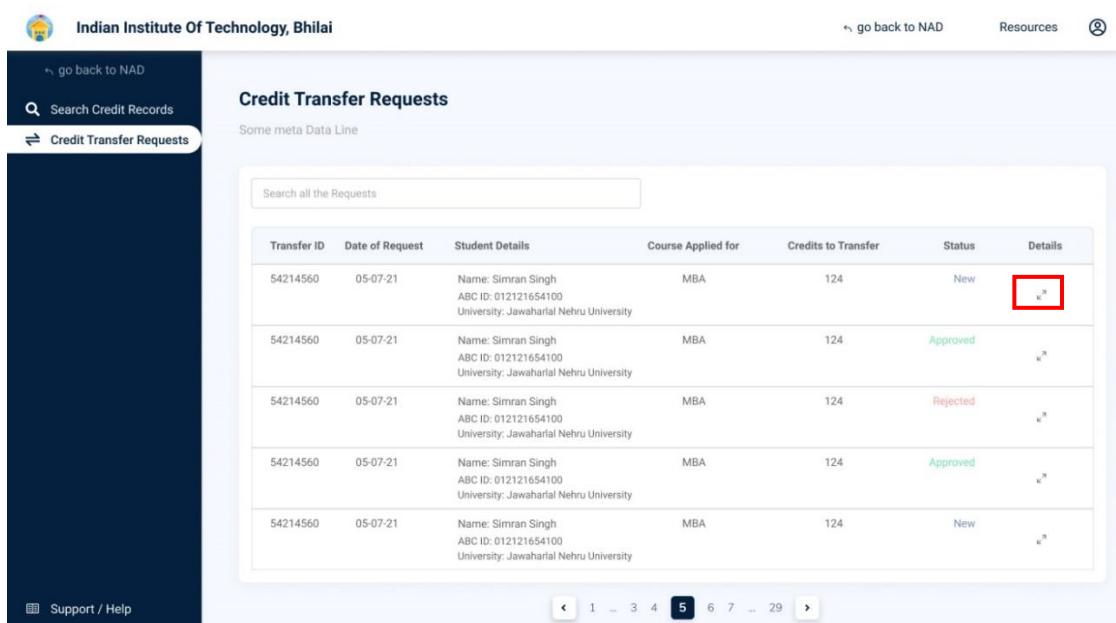 Indian Institute Of Technology, Bhilai
go back to NAD
Resources
go back to NAD
Search Credit Records
Credit Transfer Requests
Credit Transfer Requests
Some meta Data Line
Search all the Requests
Transfer ID Date of Request Student Details Course Applied for Credits to Transfer Status Details
54214560 05-07-21 Name: Simran Singh MBA 124 New
ABC ID: 012121654100
University: Jawaharlal Nehru University
54214560 05-07-21 Name: Simran Singh MBA 124 Approved
ABC ID: 012121654100
University: Jawaharlal Nehru University
54214560 05-07-21 Name: Simran Singh MBA 124 Rejected
ABC ID: 012121654100
University: Jawaharlal Nehru University
54214560 05-07-21 Name: Simran Singh MBA 124 Approved
ABC ID: 012121654100
University: Jawaharlal Nehru University
54214560 05-07-21 Name: Simran Singh MBA 124 New
ABC ID: 012121654100
University: Jawaharlal Nehru University
Support / Help
1 ... 3 4 5 6 7 ... 29